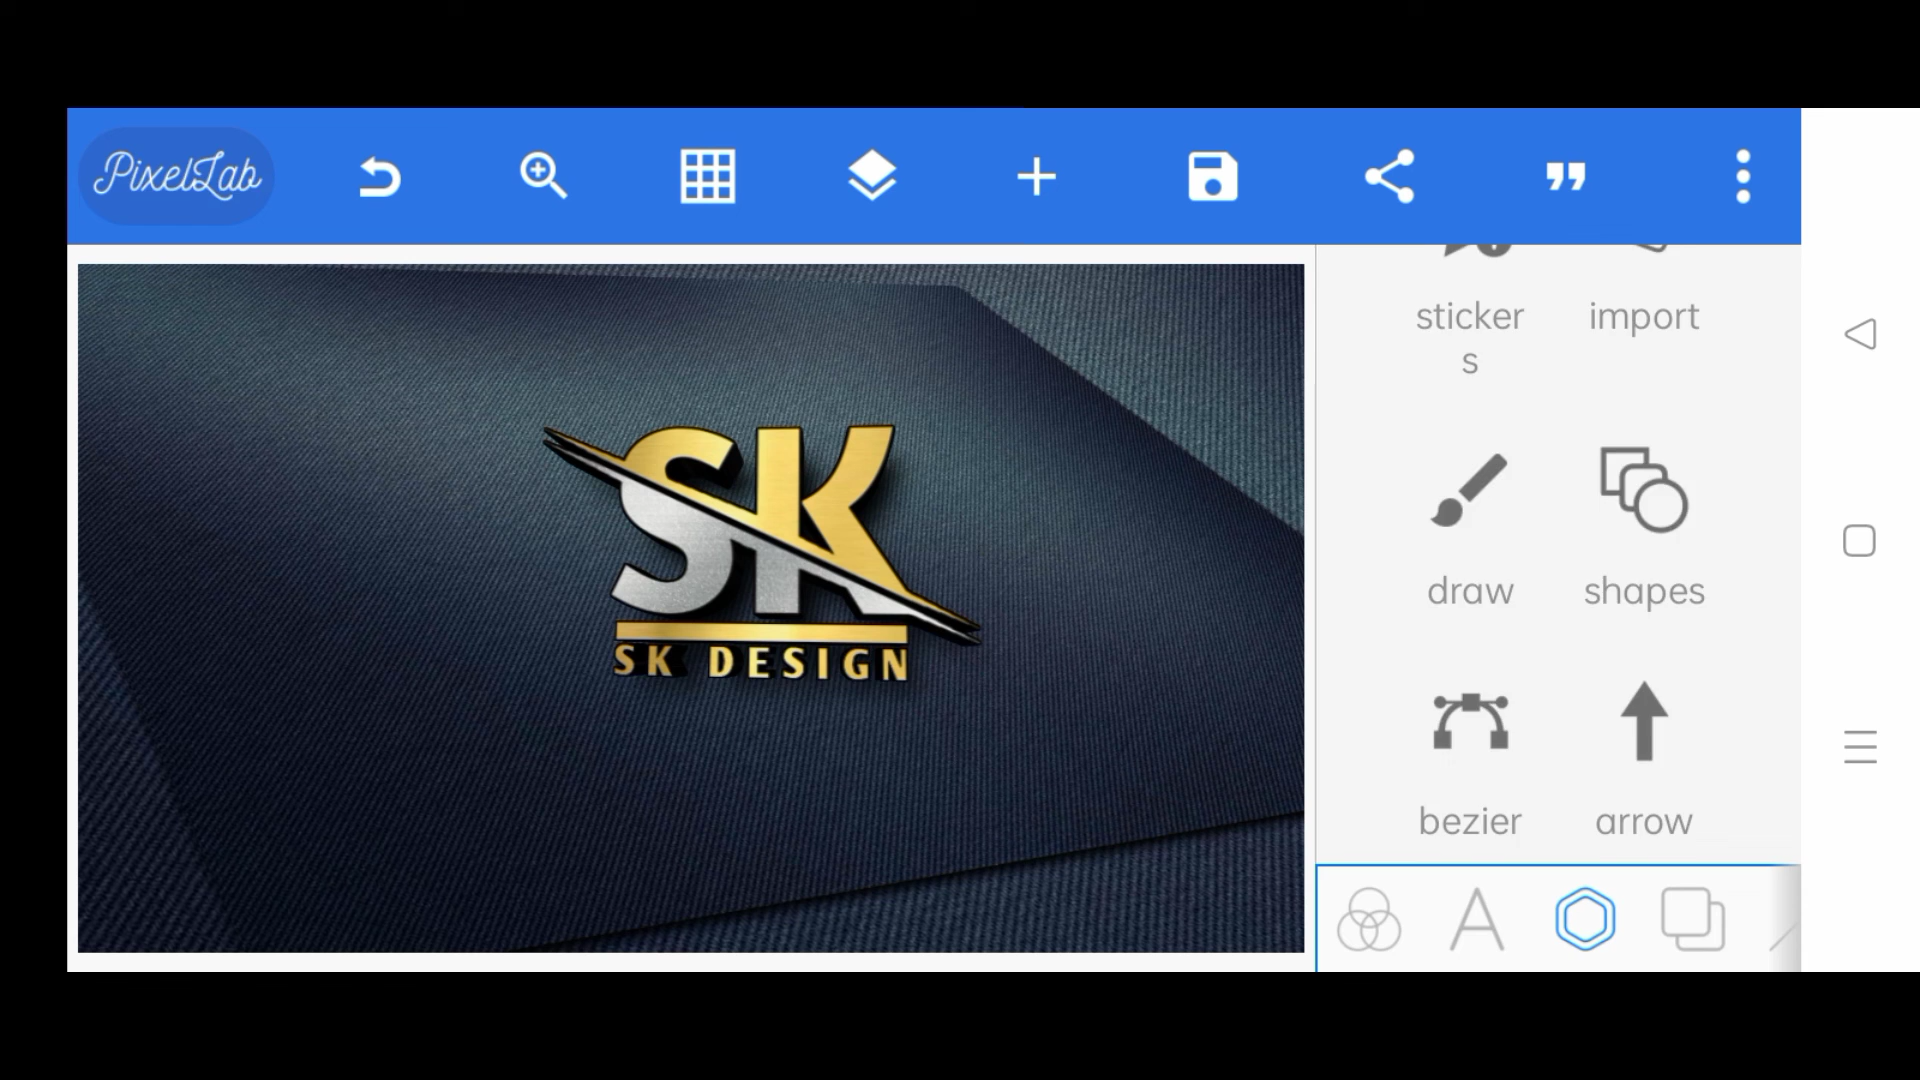 PixelLab
sticker
s
import
draw
shapes
bezier
arrow
SK
SK DESIGN